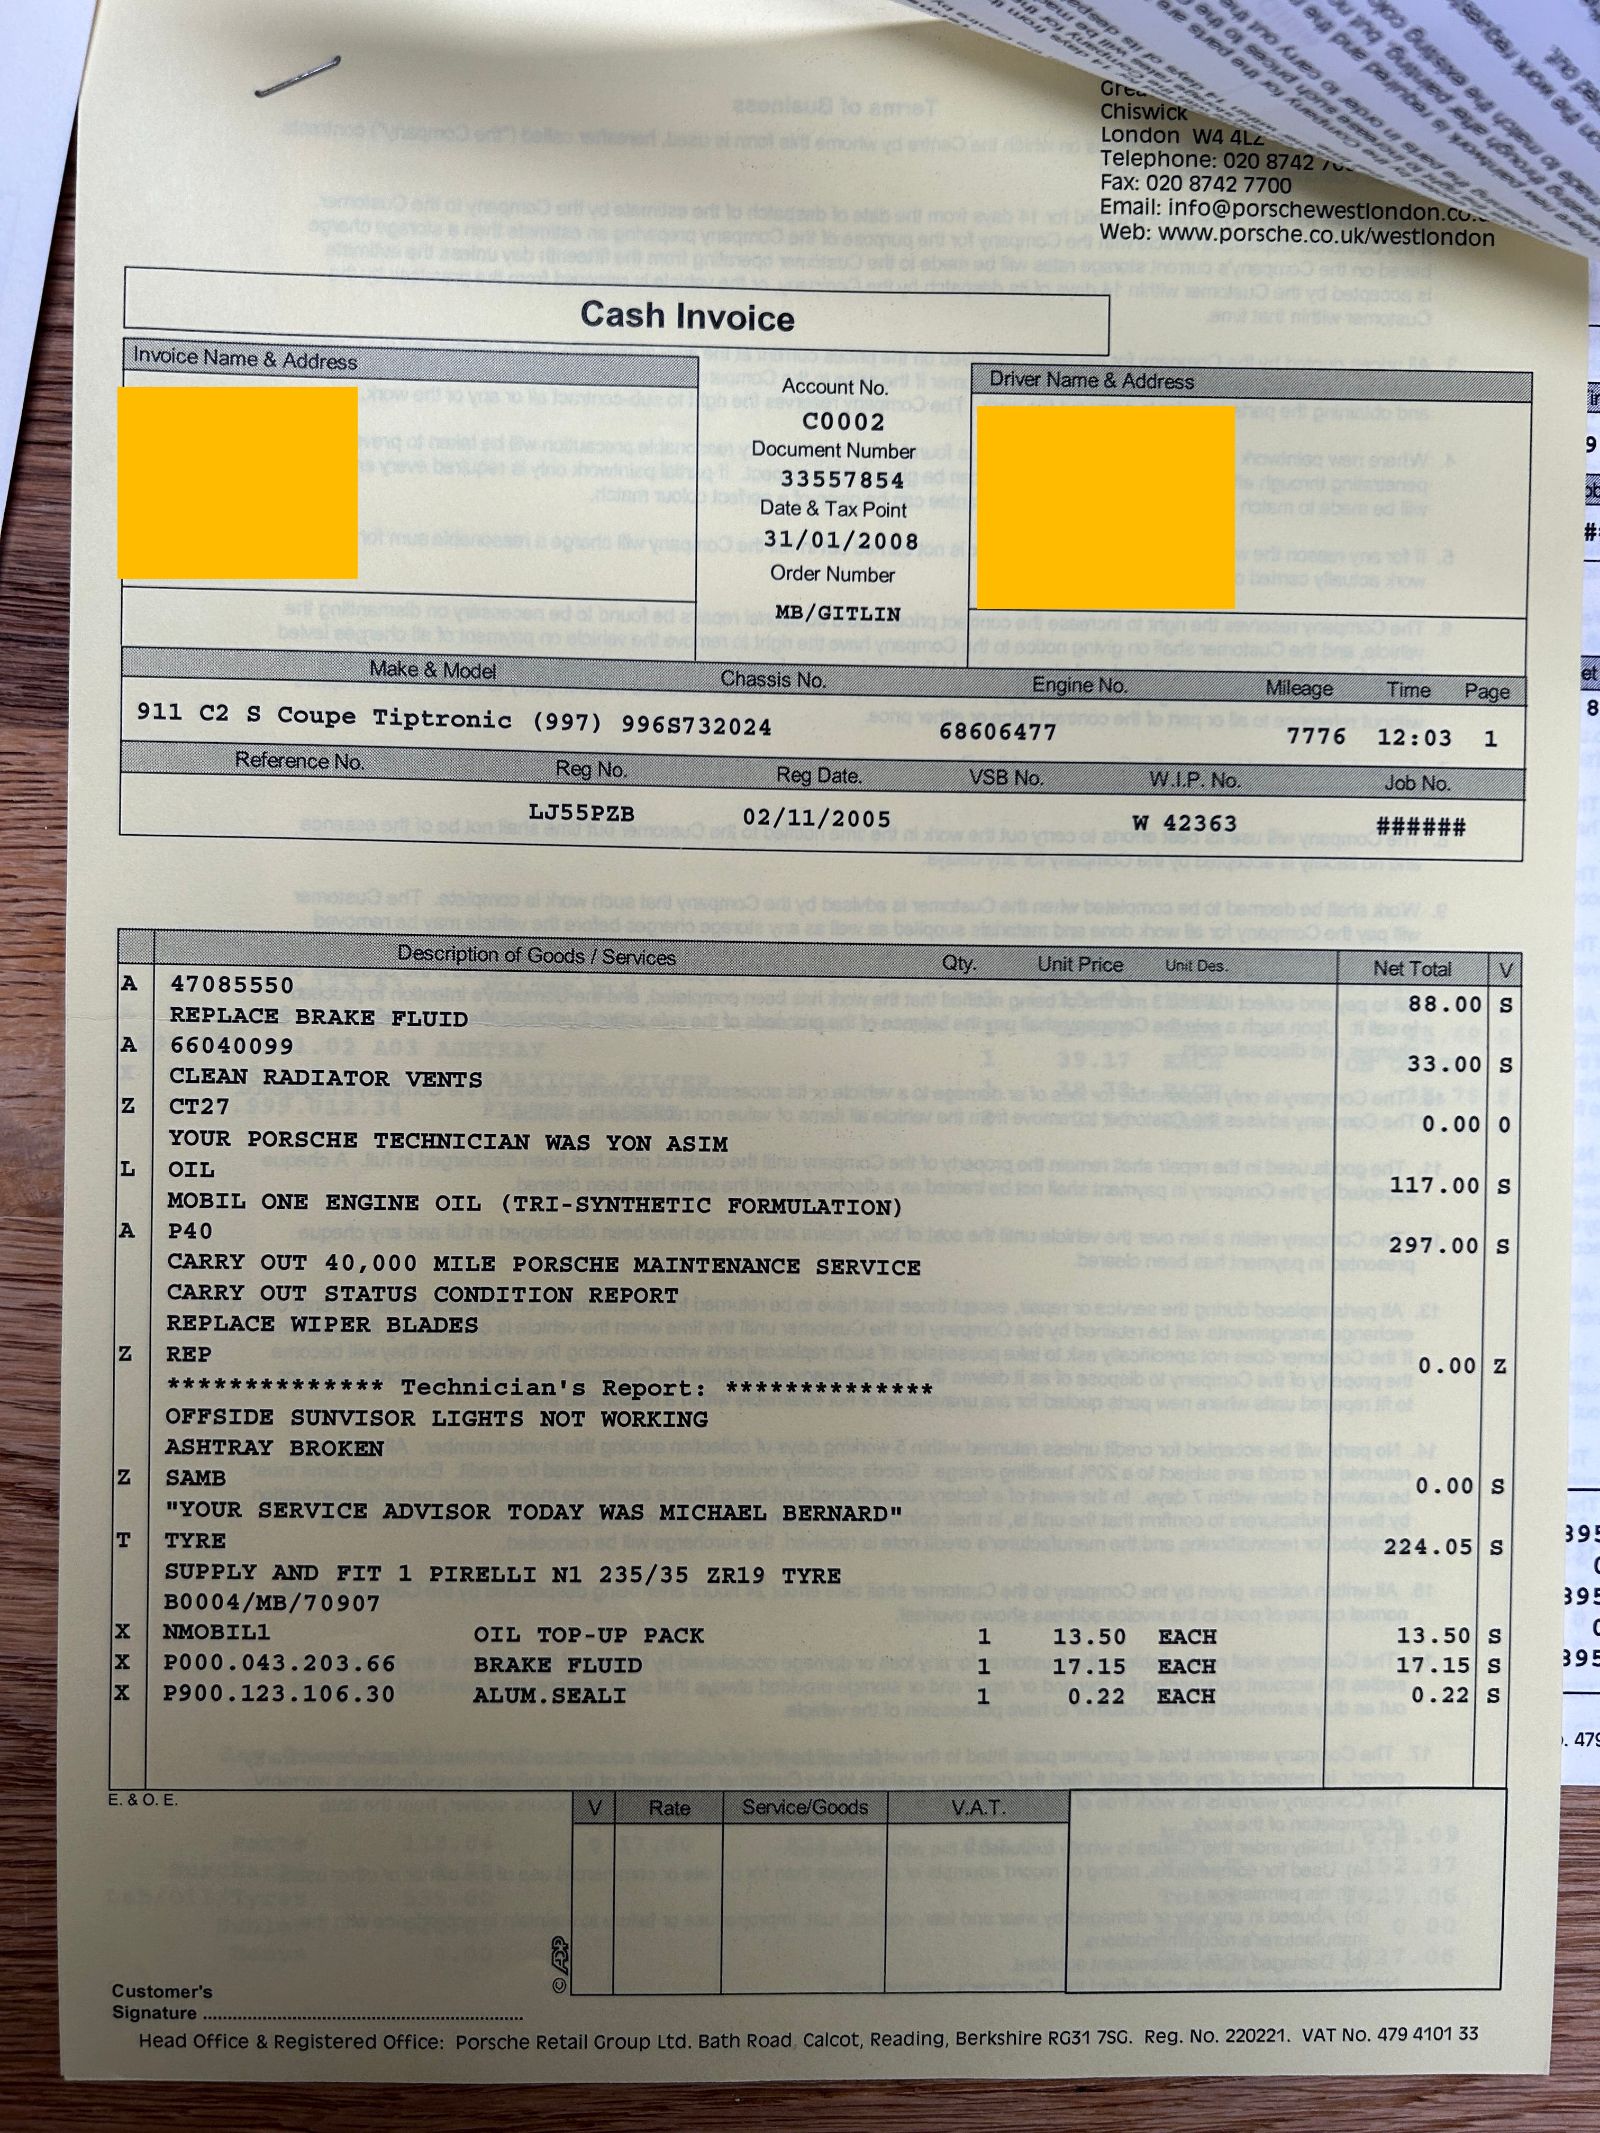 Chiswick
London W4 4LZ
Telephone: 020 8742
Fax: 020 8742 7700
Email: info@porschewestlondon.co.
Web: www.porsche.co.uk/westlondon
Cash Invoice
Invoice Name & Address
Account No.
C0002
Document Number
33557854
Date & Tax Point
31/01/2008
Order Number
MB/GITLIN
Driver Name & Address
Make & Model Chassis No. Engine No. Mileage Time Page
911 C2 S Coupe Tiptronic (997) 996S732024 68606477 7776 12:03 1
Reference No. Reg No. Reg Date. VSB No. W.I.P. No. Job No.
LJ55PZB 02/11/2005 W 42363 ######
Description of Goods / Services Qty. Unit Price Unit Des. Net Total V
A 47085550 88.00 S
REPLACE BRAKE FLUID
A 66040099 33.00 S
CLEAN RADIATOR VENTS
Z CT27 0.00 0
YOUR PORSCHE TECHNICIAN WAS YON ASIM
L OIL 117.00 S
MOBIL ONE ENGINE OIL (TRI-SYNTHETIC FORMULATION)
A P40 297.00 S
CARRY OUT 40,000 MILE PORSCHE MAINTENANCE SERVICE
CARRY OUT STATUS CONDITION REPORT
REPLACE WIPER BLADES
Z REP 0.00 Z
************** Technician's Report: **************
OFFSIDE SUNVISOR LIGHTS NOT WORKING
ASHTRAY BROKEN
Z SAMB 0.00 S
"YOUR SERVICE ADVISOR TODAY WAS MICHAEL BERNARD"
T TYRE 224.05 S
SUPPLY AND FIT 1 PIRELLI N1 235/35 ZR19 TYRE
B0004/MB/70907
X NMOBIL1 OIL TOP-UP PACK 1 13.50 EACH 13.50 S
X P000.043.203.66 BRAKE FLUID 1 17.15 EACH 17.15 S
X P900.123.106.30 ALUM.SEALI 1 0.22 EACH 0.22 S
E. & O. E.
V Rate Service/Goods V.A.T.
© ADP
Customer's
Signature
Head Office & Registered Office: Porsche Retail Group Ltd. Bath Road, Calcot, Reading, Berkshire RG31 7SG. Reg. No. 220221. VAT No. 479 4101 33